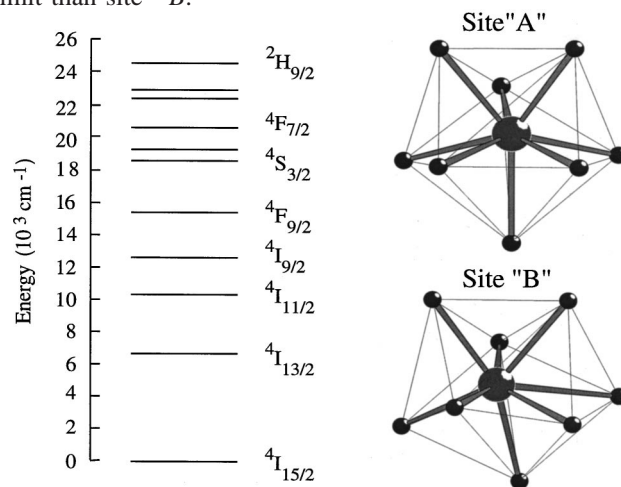 than site "B.
Site"A"
26
24
22
20
18
16
14
12
10
8
6
4
2
0
Energy (10³ cm⁻¹)
²H₉/₂
⁴F₇/₂
⁴S₃/₂
⁴F₉/₂
⁴I₉/₂
⁴I₁₁/₂
⁴I₁₃/₂
⁴I₁₅/₂
Site "B"